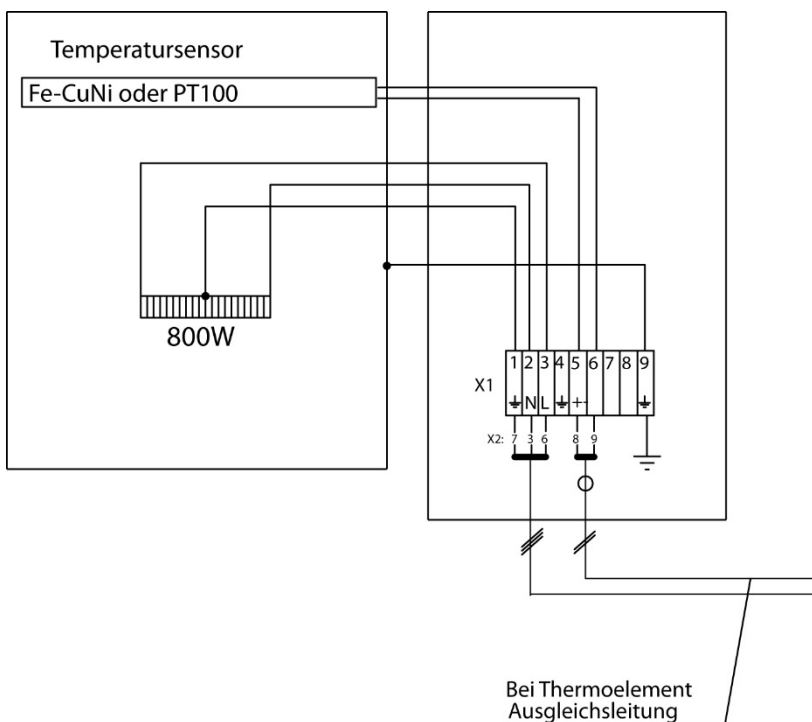 Temperatursensor
Fe-CuNi oder PT100
800W
1 2 3 4 5 6 7 8 9
X1
N L + -
X2: 7 3 6 8 9
Bei Thermoelement
Ausgleichsleitung